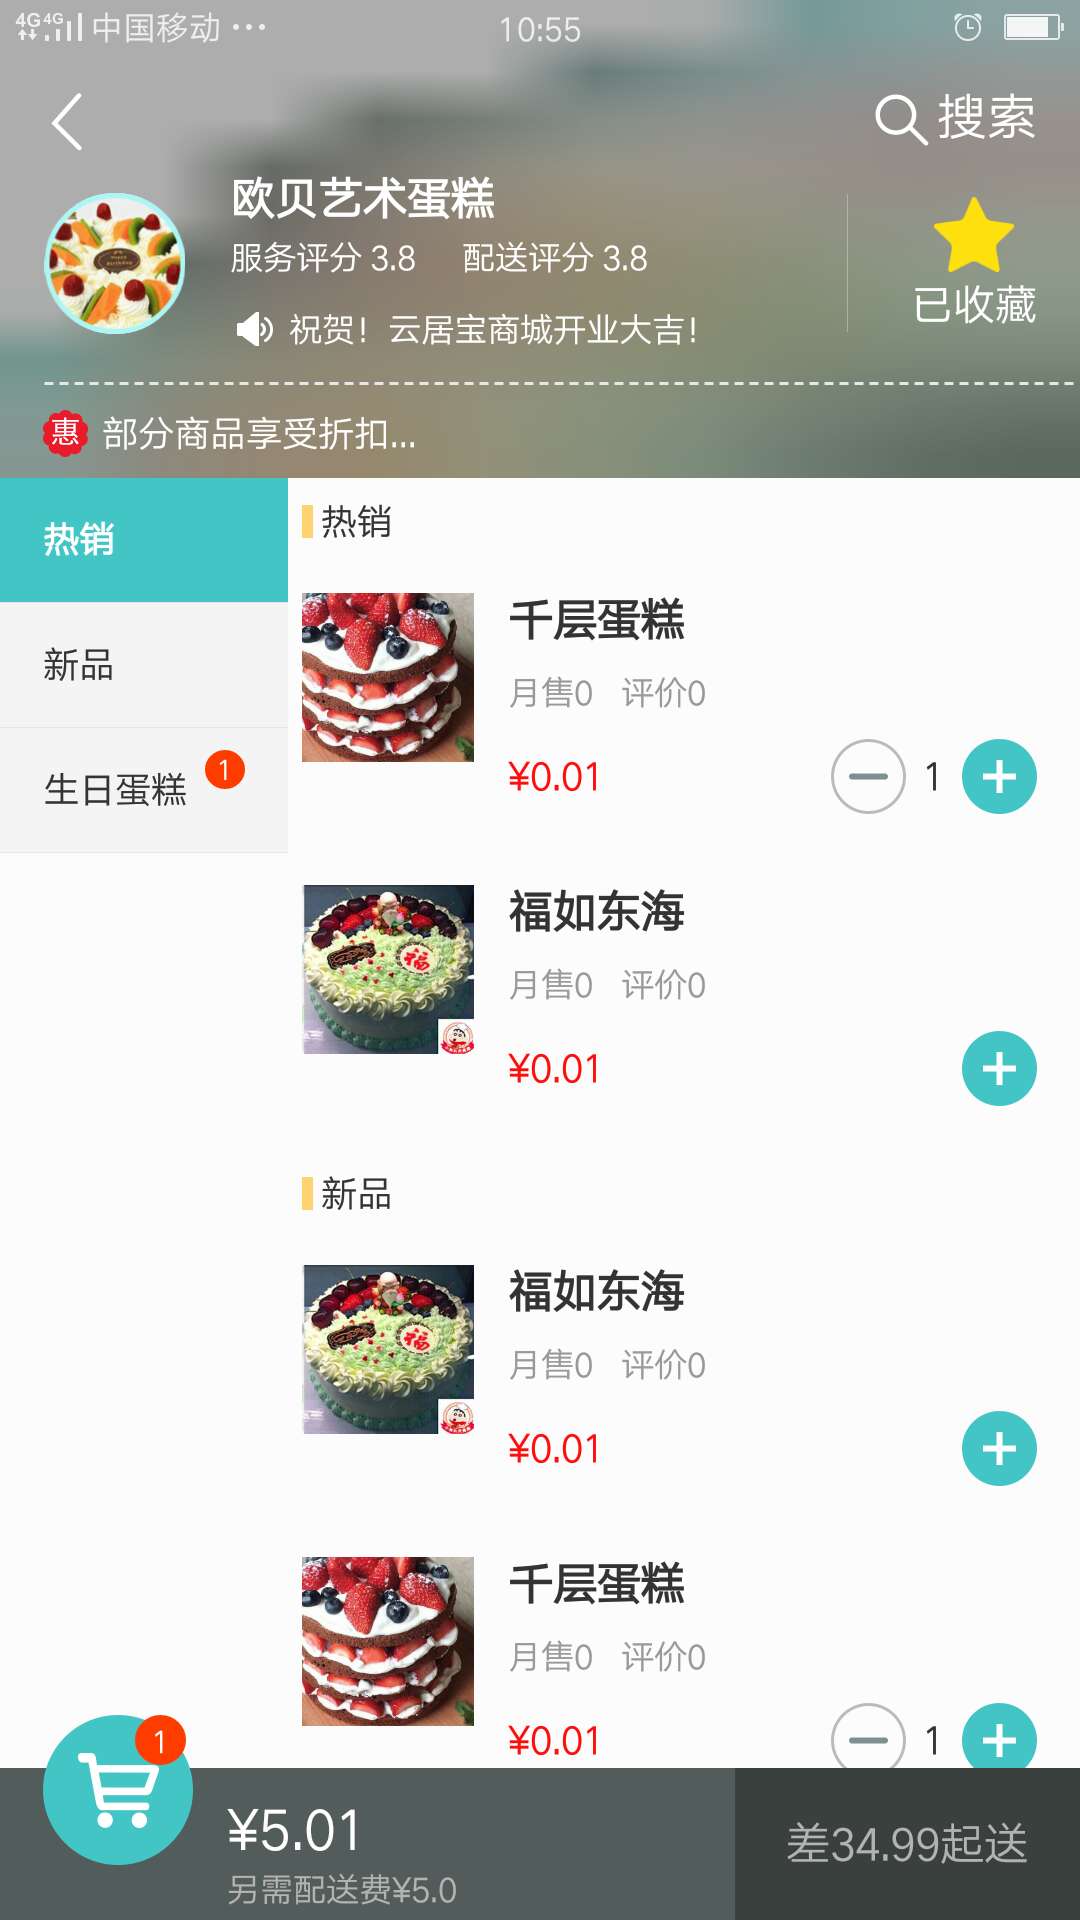 4G 4G 中国移动 ··· 10:55
搜索
欧贝艺术蛋糕
服务评分 3.8 配送评分 3.8
已收藏
祝贺！云居宝商城开业大吉！
惠 部分商品享受折扣...
热销
新品
生日蛋糕 1
热销
千层蛋糕
月售0 评价0
¥0.01 1
福如东海
福
月售0 评价0
¥0.01
新品
福如东海
福
月售0 评价0
¥0.01
千层蛋糕
月售0 评价0
¥0.01 1
1
¥5.01
另需配送费¥5.0
差34.99起送